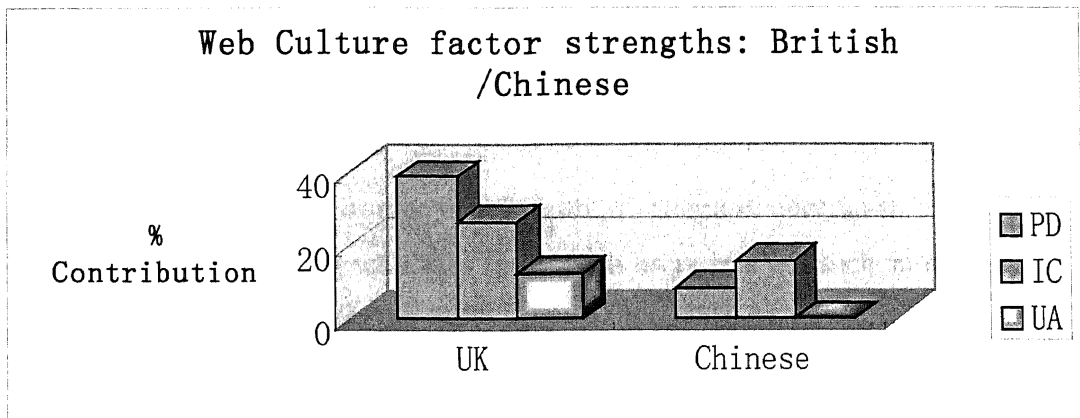 Web Culture factor strengths: British
/Chinese
%
Contribution
40
20
0
UK
Chinese
PD
IC
UA